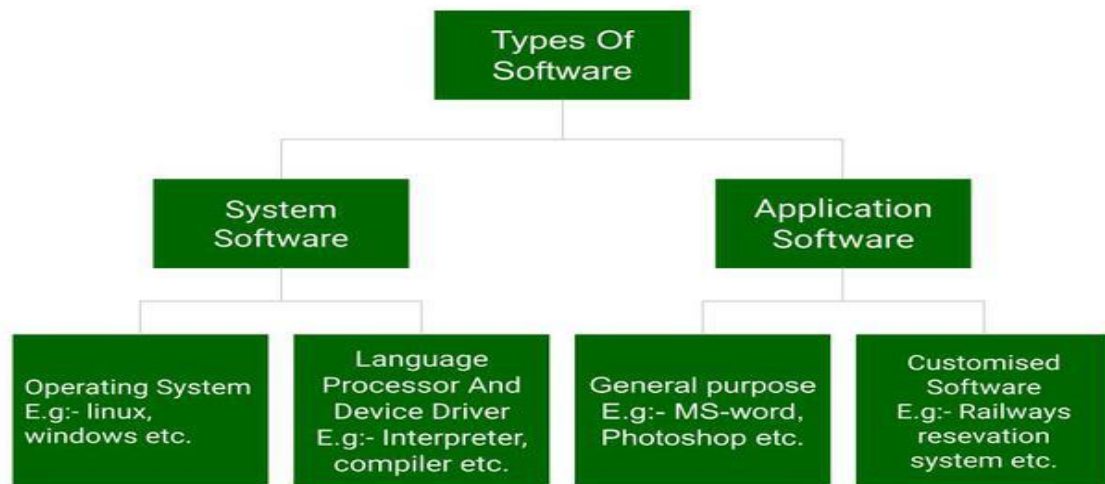 Types Of
Software
System
Software
Application
Software
Operating System
E.g:- linux,
windows etc.
Language
Processor And
Device Driver
E.g:- Interpreter,
compiler etc.
General purpose
E.g:- MS-word,
Photoshop etc.
Customised
Software
E.g:- Railways
resevation
system etc.